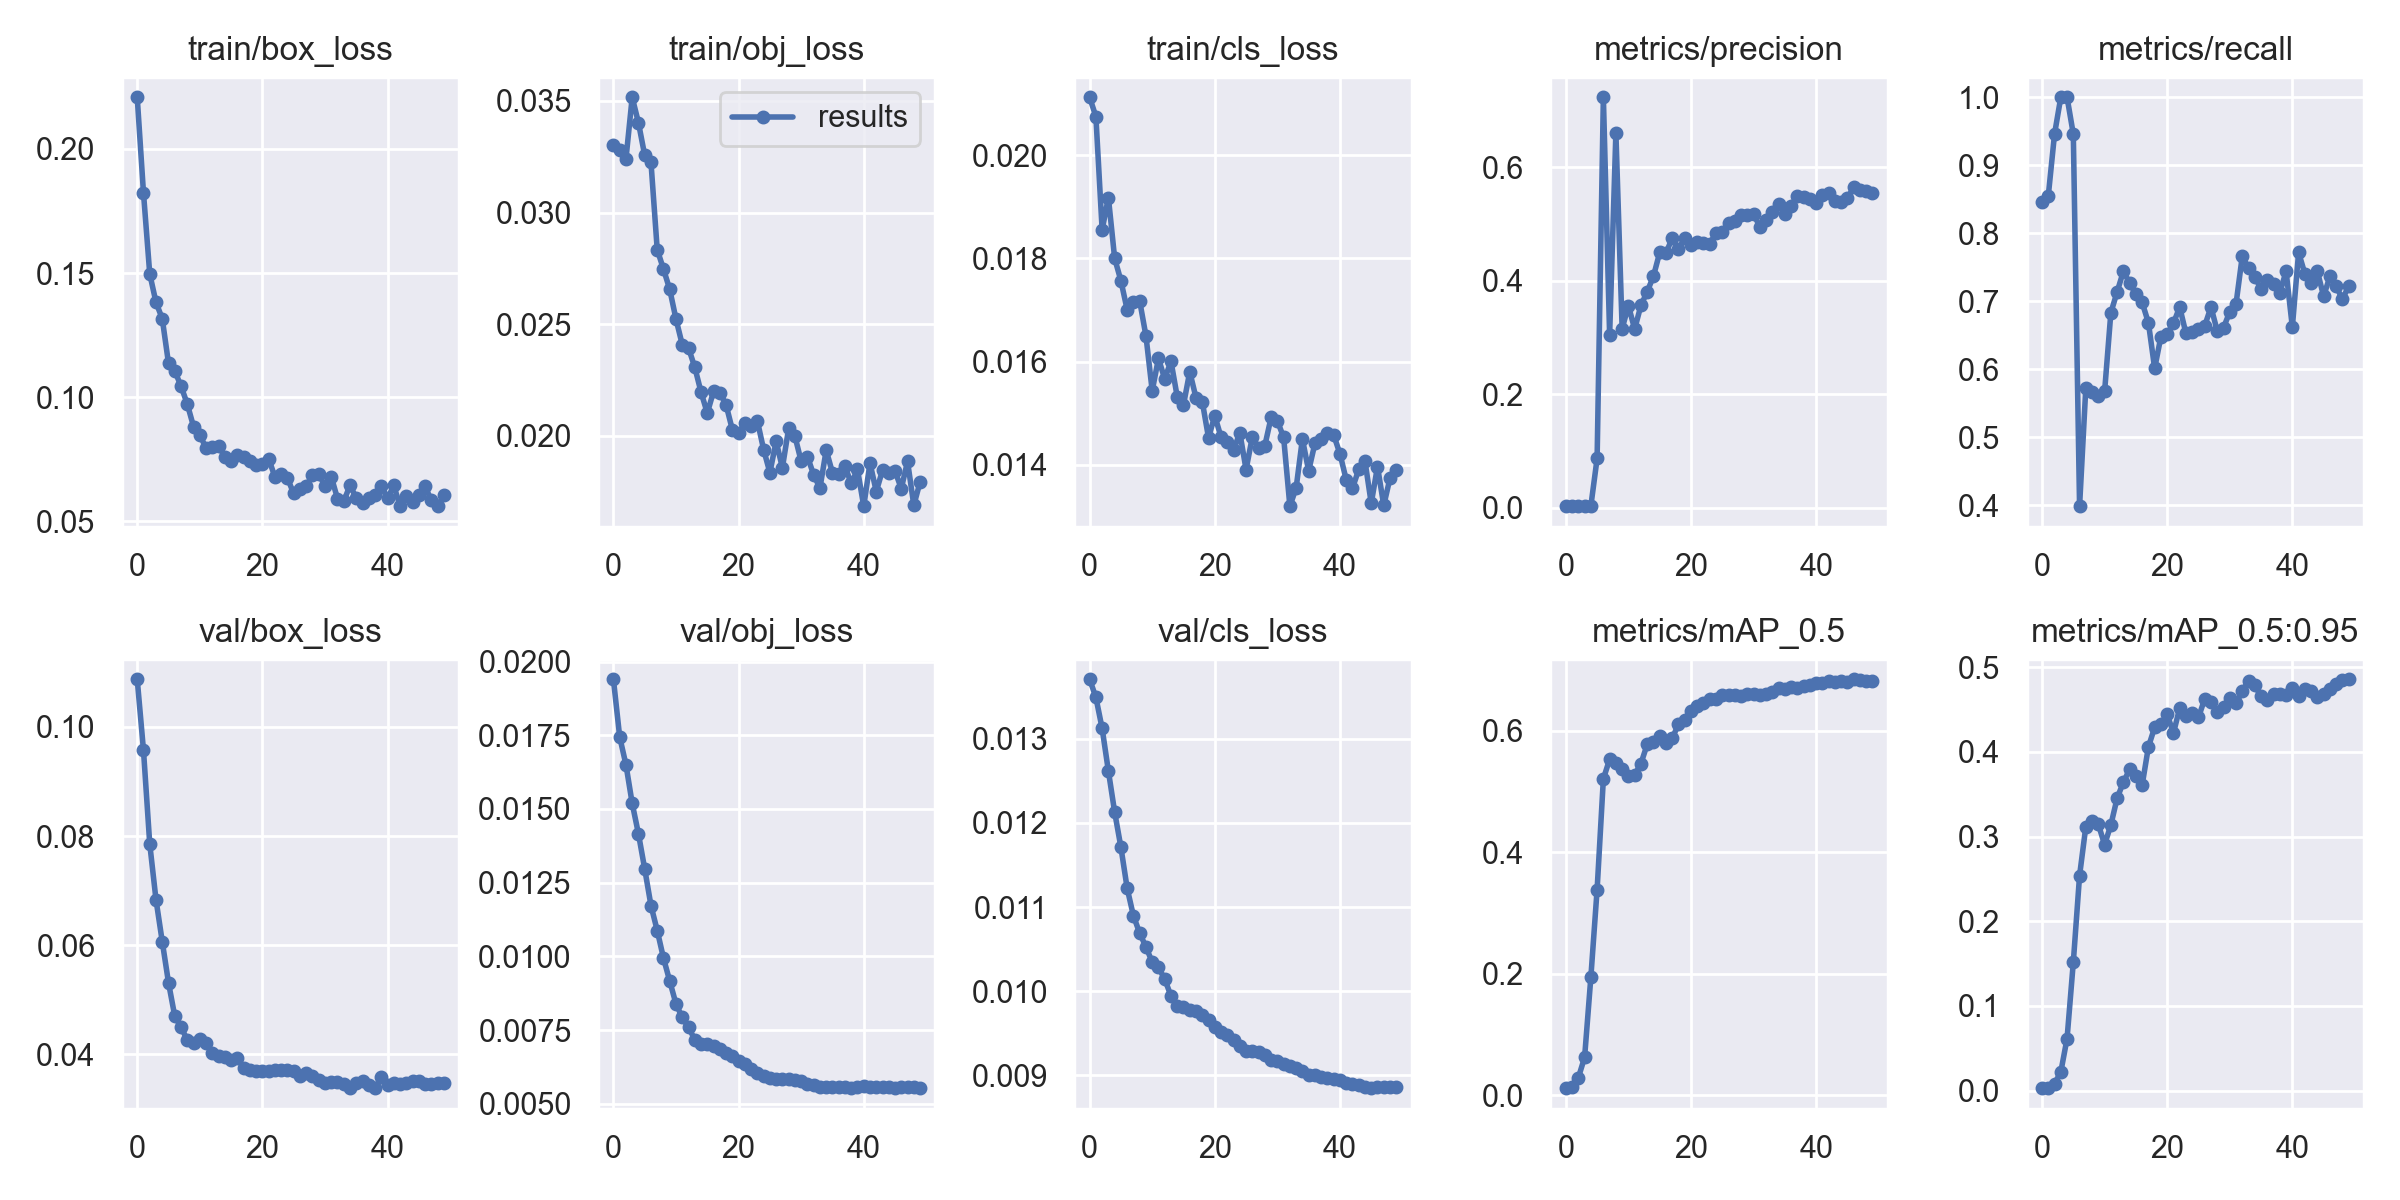 train/box_loss
0.20
0.15
0.10
0.05
0 20 40
train/obj_loss
results
0.035
0.030
0.025
0.020
0 20 40
train/cls_loss
0.020
0.018
0.016
0.014
0 20 40
metrics/precision
0.6
0.4
0.2
0.0
0 20 40
metrics/recall
1.0
0.9
0.8
0.7
0.6
0.5
0.4
0 20 40
val/box_loss
0.10
0.08
0.06
0.04
0 20 40
val/obj_loss
0.0200
0.0175
0.0150
0.0125
0.0100
0.0075
0.0050
0 20 40
val/cls_loss
0.013
0.012
0.011
0.010
0.009
0 20 40
metrics/mAP_0.5
0.6
0.4
0.2
0.0
0 20 40
metrics/mAP_0.5:0.95
0.5
0.4
0.3
0.2
0.1
0.0
0 20 40